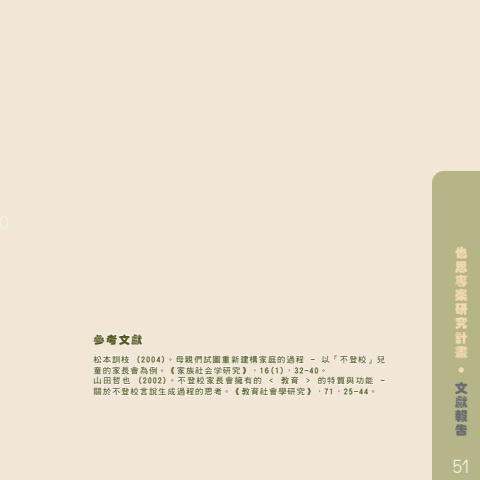 參考文獻
松本訓枝 (2004)。母親們試圖重新建構家庭的過程 - 以「不登校」兒
童的家長會為例。《家族社会学研究》,16(1),32-40。
山田哲也 (2002)。不登校家長會擁有的 < 教育 > 的特質與功能 -
關於不登校言說生成過程的思考。《教育社會學研究》,71,25-44。
也思專案研究計畫 • 文獻報告
51